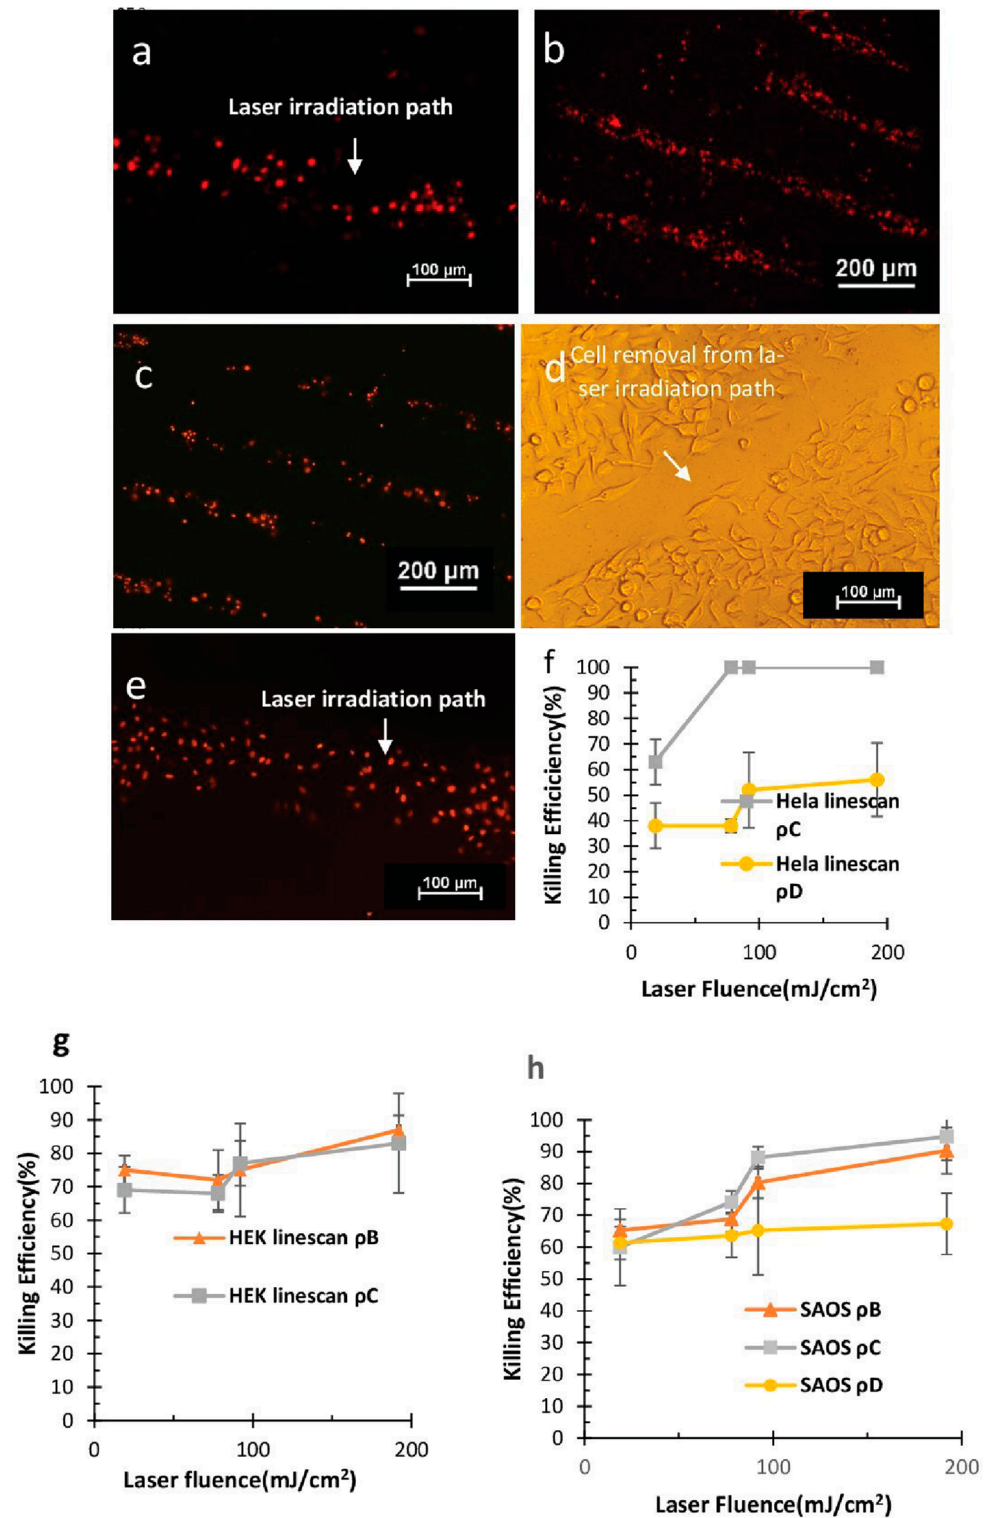 a
Laser irradiation path
100 µm
b
200 µm
c
200 µm
d
Cell removal from la-
ser irradiation path
100 µm
e
Laser irradiation path
100 µm
f
Killing Efficiciency(%)
100
90
80
70
60
50
40
30
20
10
0
Hela linescan
ρC
Hela linescan
ρD
0 100 200
Laser Fluence(mJ/cm²)
g
Killing Efficiency(%)
100
90
80
70
60
50
40
30
20
10
0
HEK linescan ρB
HEK linescan ρC
0 100 200
Laser fluence(mJ/cm²)
h
Killing Efficiency(%)
100
90
80
70
60
50
40
30
20
10
0
SAOS ρB
SAOS ρC
SAOS ρD
0 100 200
Laser Fluence(mJ/cm²)